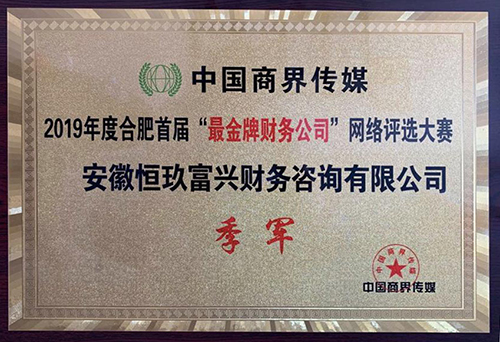 中国商界传媒
2019年度合肥首届“最金牌财务公司”网络评选大赛
安徽恒玖富兴财务咨询有限公司
季军
中国商界传媒
中国商界传媒